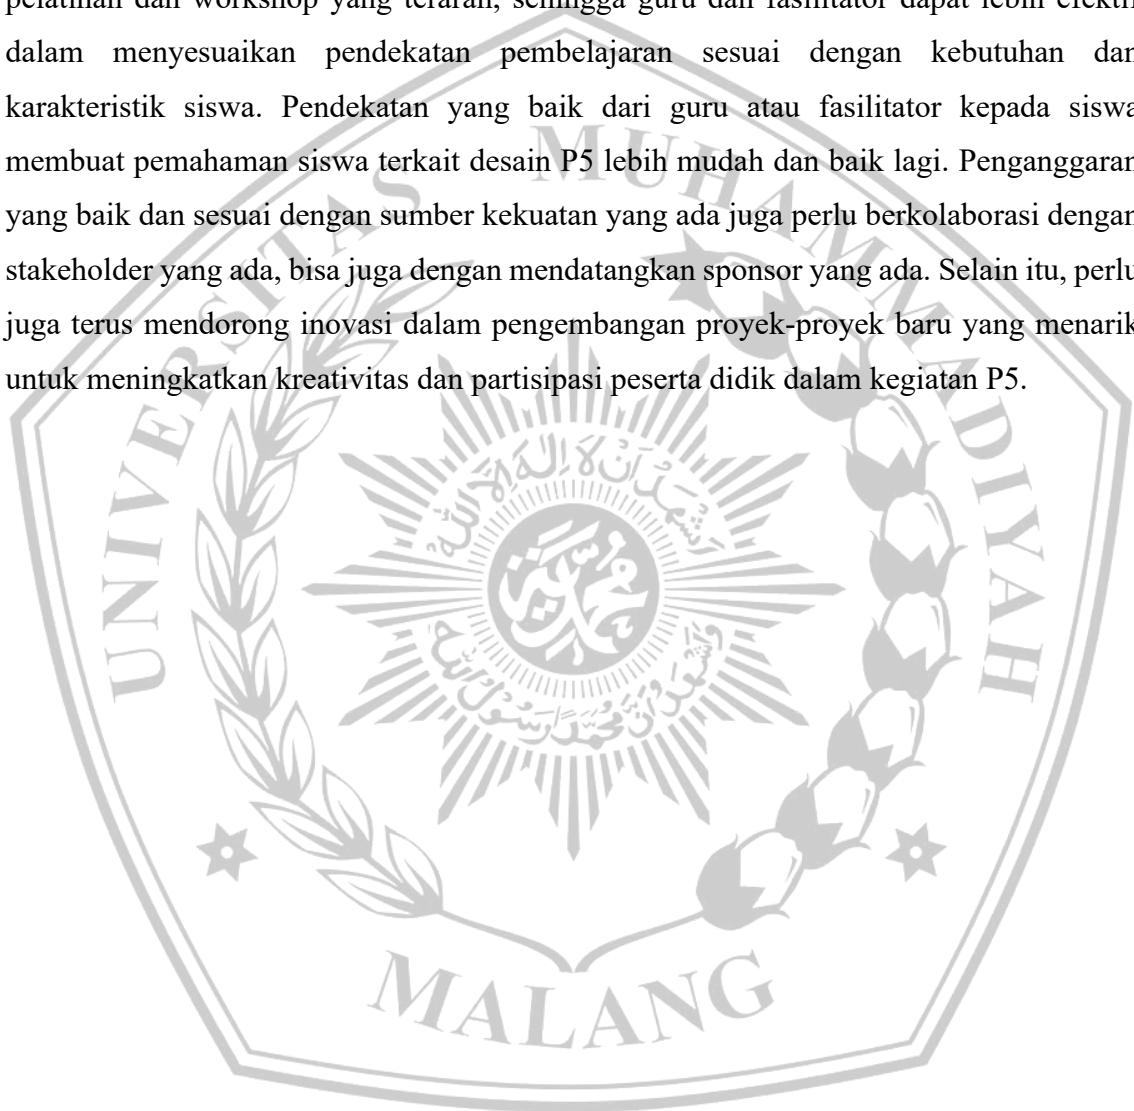 pelatihan dan workshop yang terarah, sehingga guru dan fasilitator dapat lebih efektif
dalam menyesuaikan pendekatan pembelajaran sesuai dengan kebutuhan dan
karakteristik siswa. Pendekatan yang baik dari guru atau fasilitator kepada siswa
membuat pemahaman siswa terkait desain P5 lebih mudah dan baik lagi. Penganggaran
yang baik dan sesuai dengan sumber kekuatan yang ada juga perlu berkolaborasi dengan
stakeholder yang ada, bisa juga dengan mendatangkan sponsor yang ada. Selain itu, perlu
juga terus mendorong inovasi dalam pengembangan proyek-proyek baru yang menarik
untuk meningkatkan kreativitas dan partisipasi peserta didik dalam kegiatan P5.
UNIVERSITAS MUHAMMADIYAH
MALANG